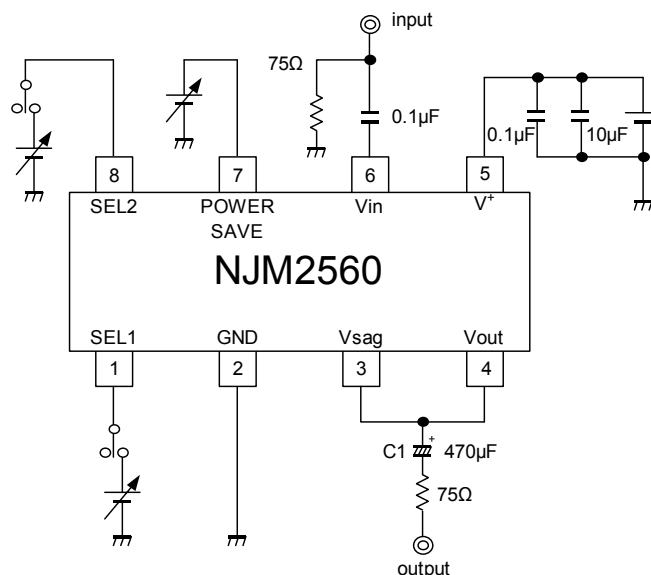 input
75Ω
0.1µF
0.1µF
10µF
8
7
6
5
SEL2
POWER
SAVE
Vin
V+
NJM2560
SEL1
GND
Vsag
Vout
1
2
3
4
C1
+
470µF
75Ω
output